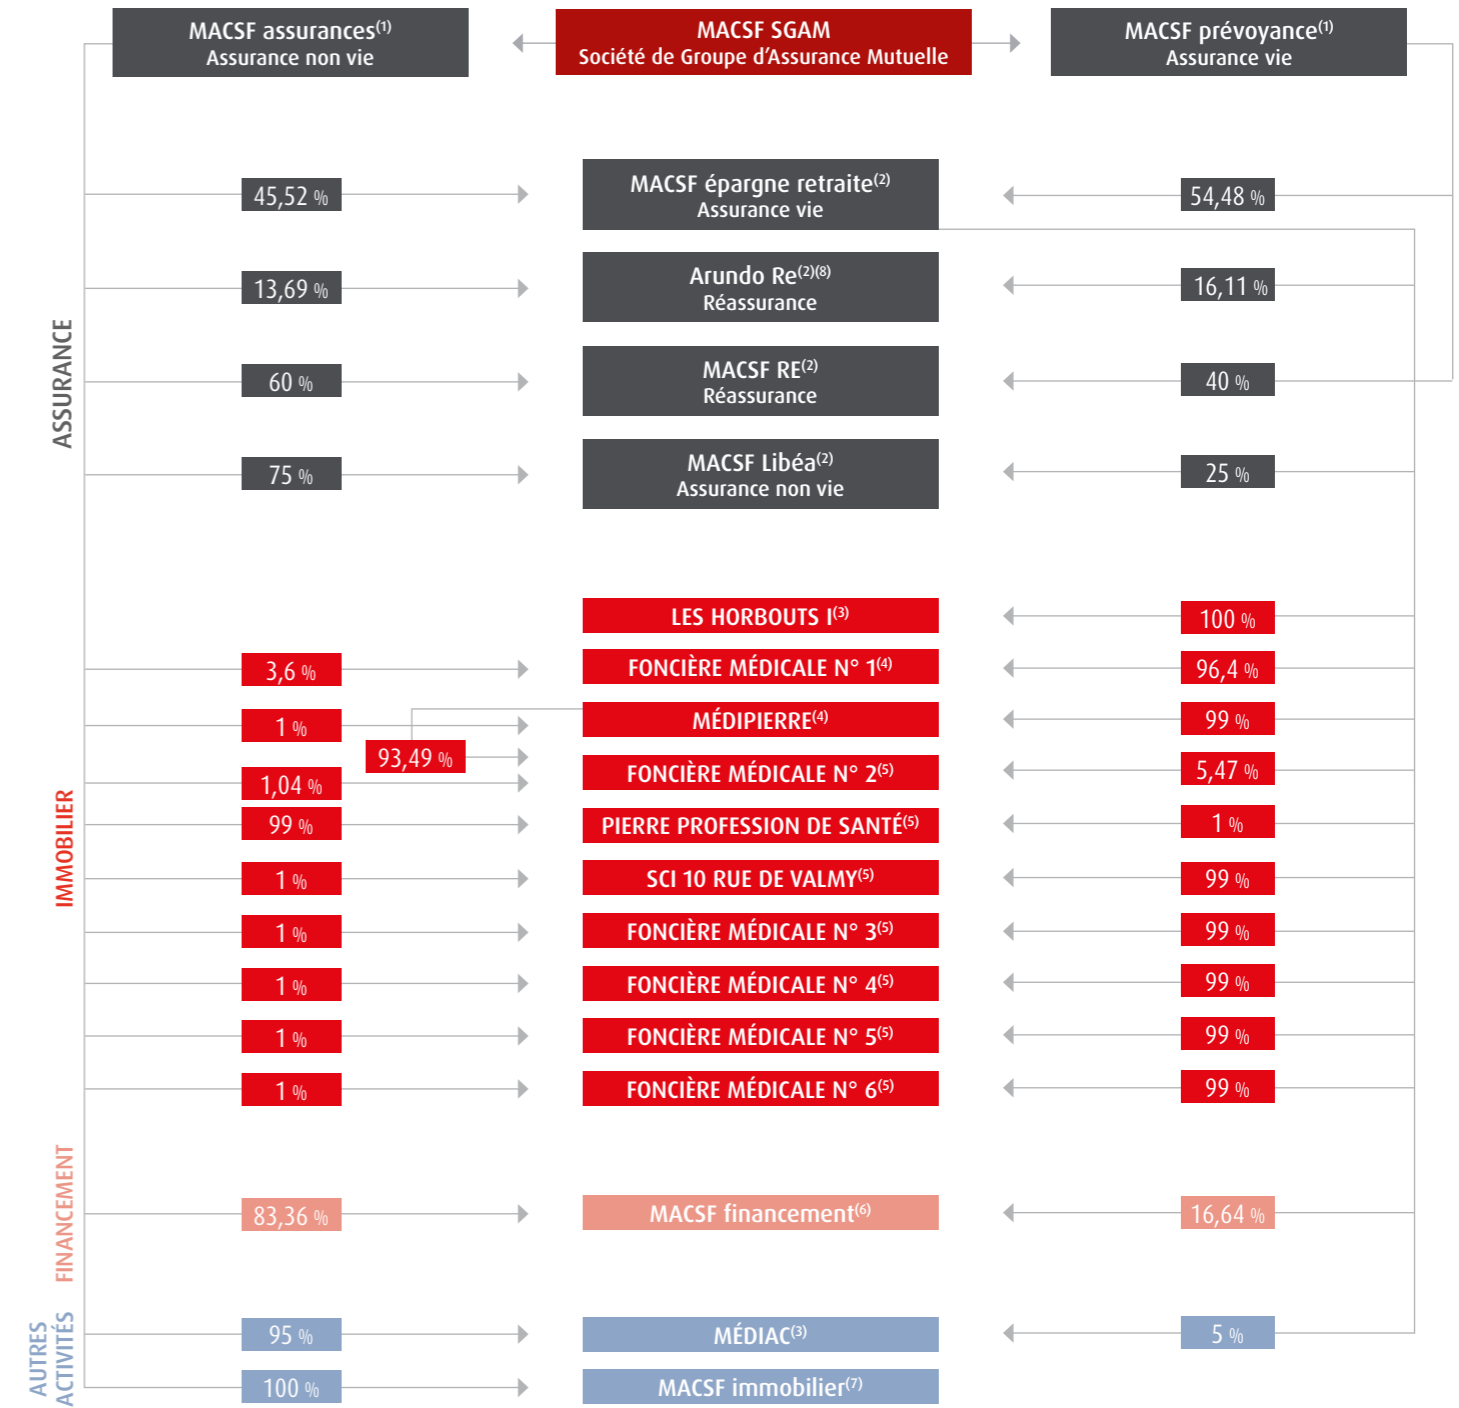 MACSF assurances(1)
Assurance non vie
MACSF SGAM
Société de Groupe d'Assurance Mutuelle
MACSF prévoyance(1)
Assurance vie
ASSURANCE
45,52 %
MACSF épargne retraite(2)
Assurance vie
54,48 %
13,69 %
Arundo Re(2)(8)
Réassurance
16,11 %
60 %
MACSF RE(2)
Réassurance
40 %
75 %
MACSF Libéa(2)
Assurance non vie
25 %
IMMOBILIER
LES HORBOUTS I(3)
100 %
3,6 %
FONCIÈRE MÉDICALE N° 1(4)
96,4 %
1 %
MÉDIPIERRE(4)
99 %
93,49 %
1,04 %
FONCIÈRE MÉDICALE N° 2(5)
5,47 %
99 %
PIERRE PROFESSION DE SANTÉ(5)
1 %
1 %
SCI 10 RUE DE VALMY(5)
99 %
1 %
FONCIÈRE MÉDICALE N° 3(5)
99 %
1 %
FONCIÈRE MÉDICALE N° 4(5)
99 %
1 %
FONCIÈRE MÉDICALE N° 5(5)
99 %
1 %
FONCIÈRE MÉDICALE N° 6(5)
99 %
FINANCEMENT
83,36 %
MACSF financement(6)
16,64 %
AUTRES
ACTIVITÉS
95 %
MÉDIAC(3)
5 %
100 %
MACSF immobilier(7)